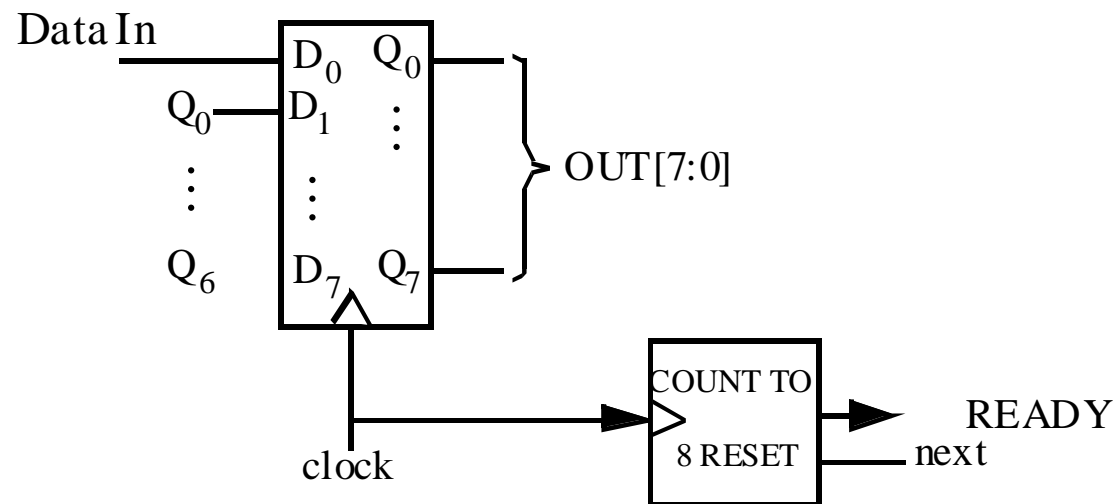 Data In
D0 Q0
Q0 D1
OUT[7:0]
Q6 D7 Q7
COUNT TO
READY
8 RESET
next
clock